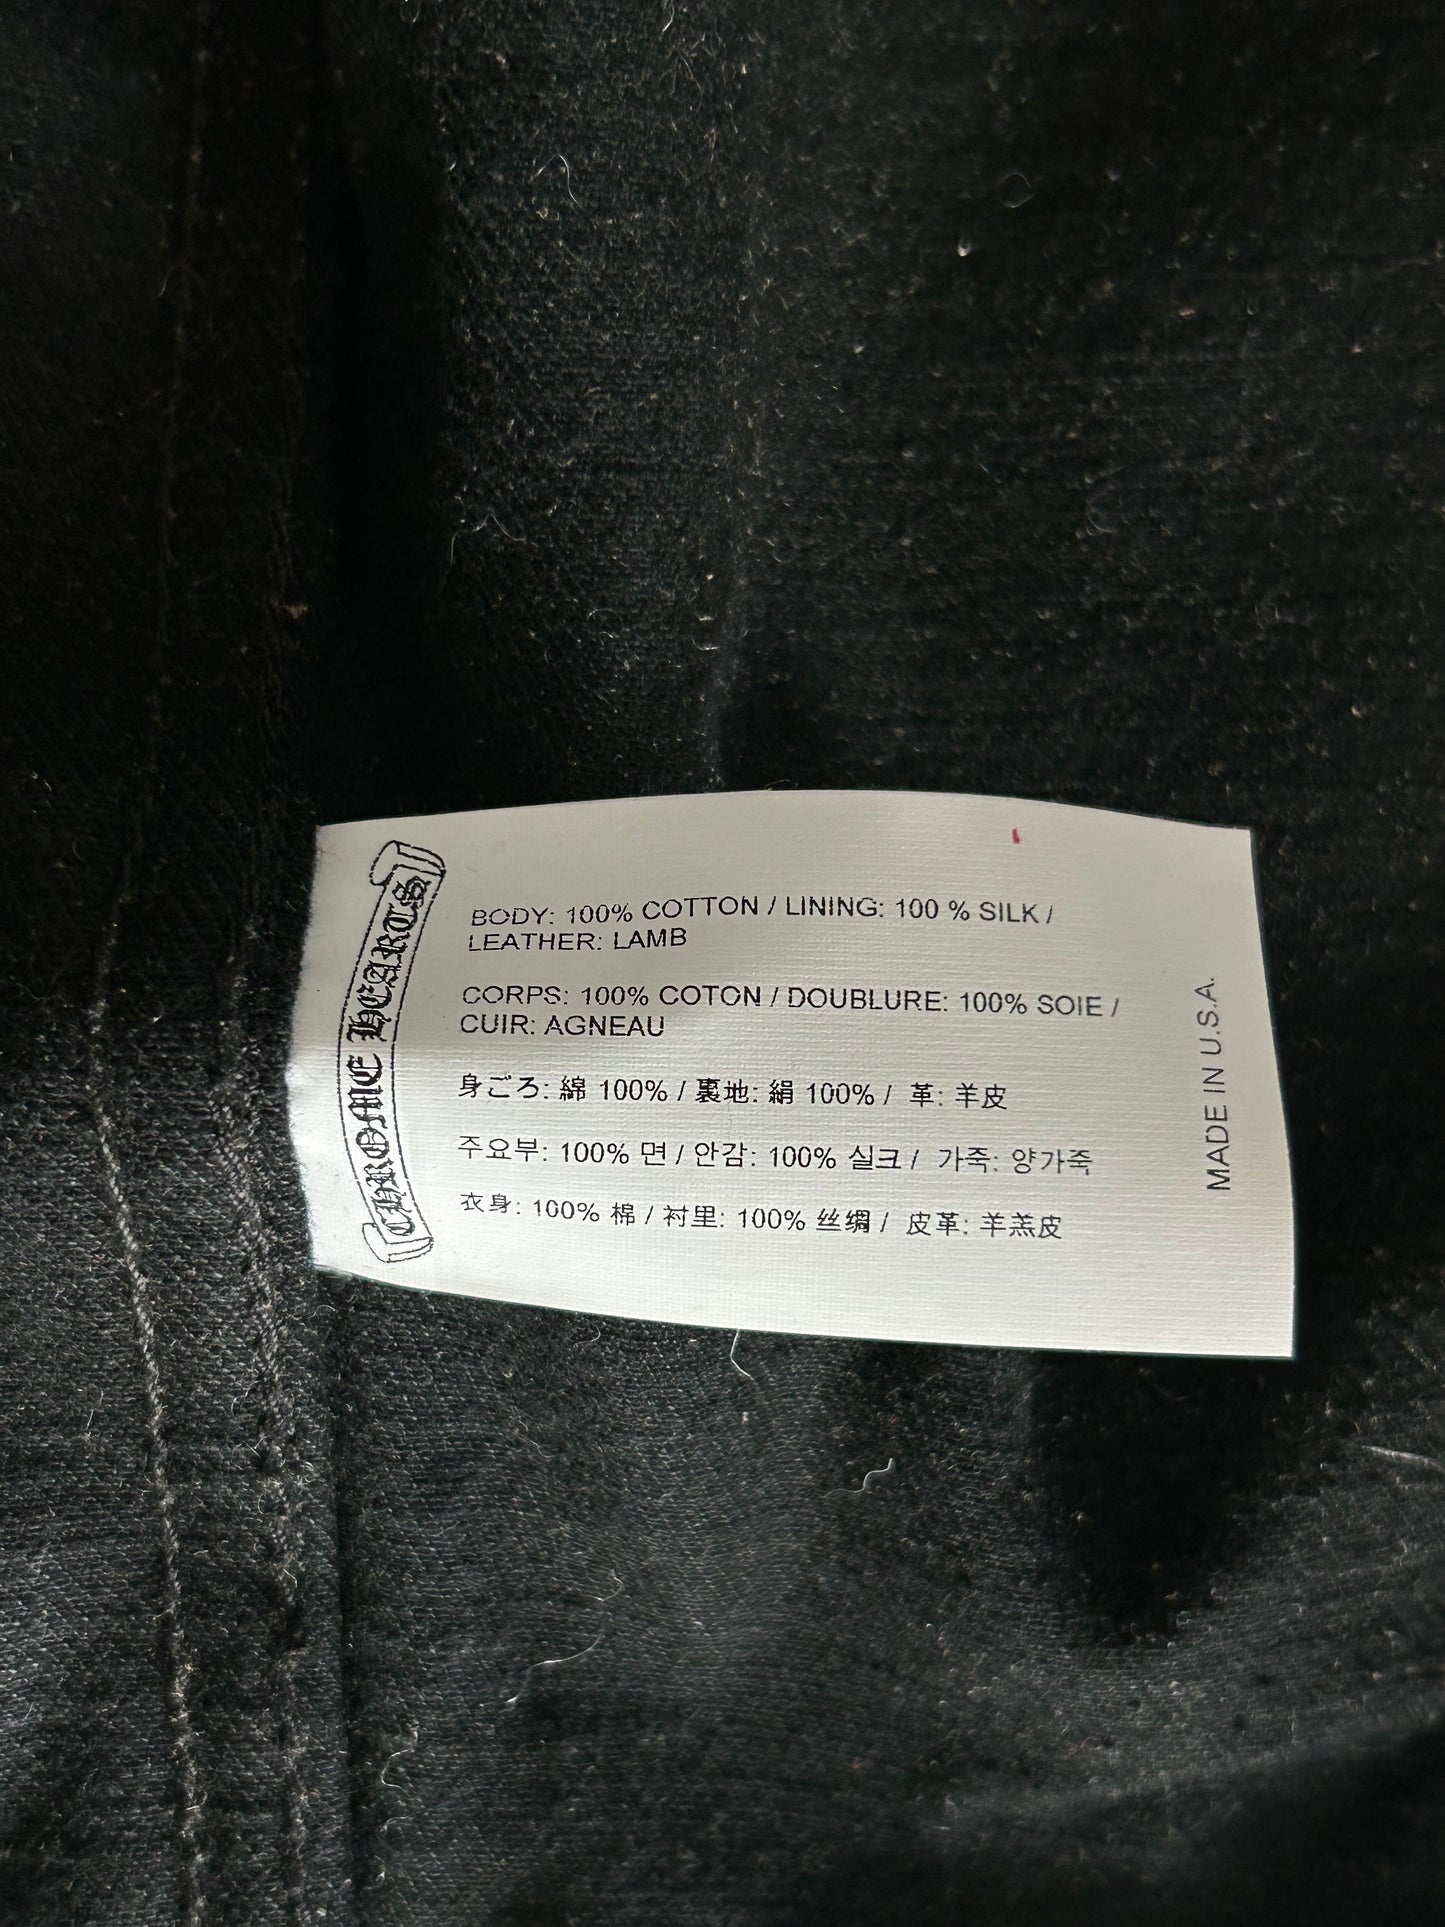 CHROME HEARTS
BODY: 100% COTTON / LINING: 100 % SILK /
LEATHER: LAMB
CORPS: 100% COTON / DOUBLURE: 100% SOIE /
CUIR: AGNEAU
身ごろ: 綿 100% / 裏地: 絹 100% / 革: 羊皮
주요부: 100% 면 / 안감: 100% 실크 / 가죽: 양가죽
衣身: 100% 棉 / 衬里: 100% 丝绸 / 皮革: 羊羔皮
MADE IN U.S.A.